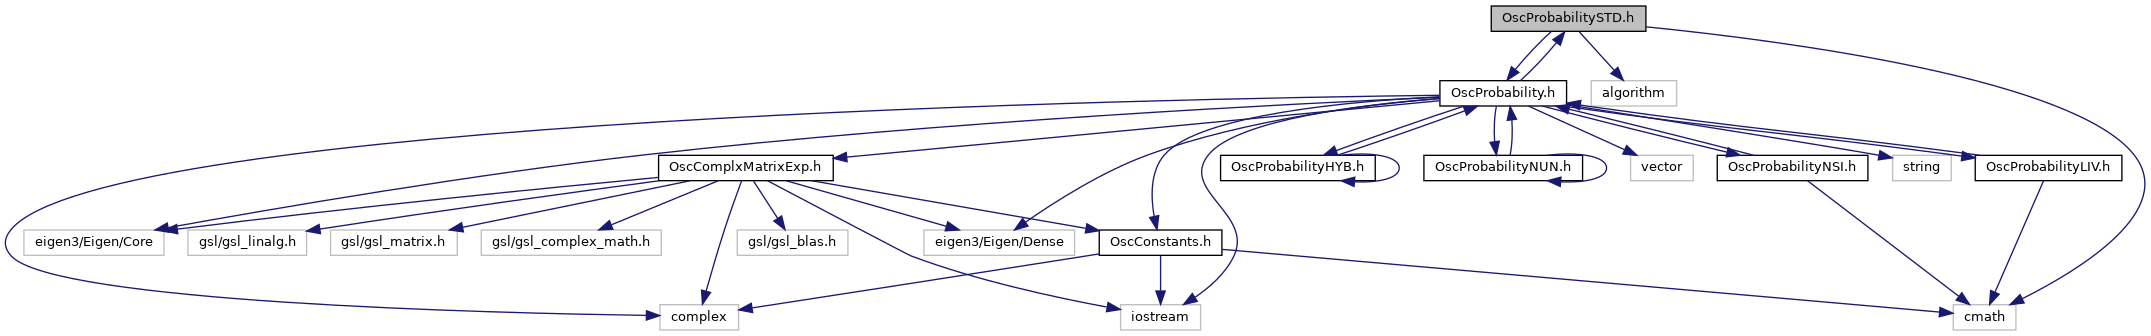 OscProbabilitySTD.h
OscProbability.h
algorithm
OscComplxMatrixExp.h
OscProbabilityHYB.h
OscProbabilityNUN.h
vector
OscProbabilityNSI.h
string
OscProbabilityLIV.h
eigen3/Eigen/Core
gsl/gsl_linalg.h
gsl/gsl_matrix.h
gsl/gsl_complex_math.h
gsl/gsl_blas.h
eigen3/Eigen/Dense
OscConstants.h
complex
iostream
cmath